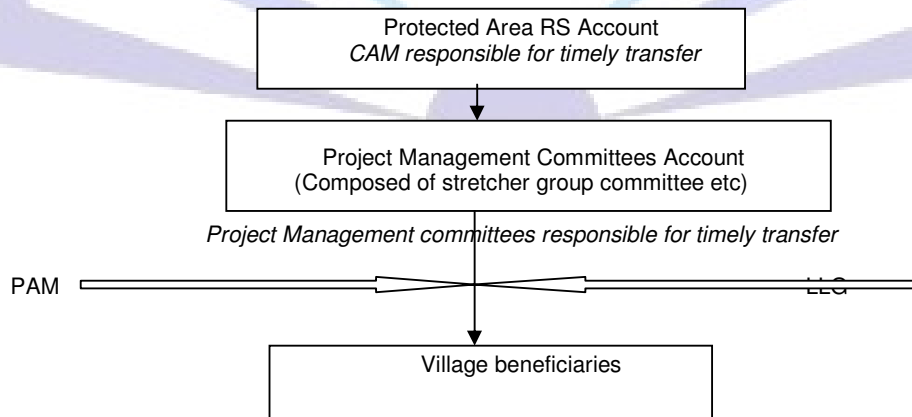 Protected Area RS Account
CAM responsible for timely transfer
Project Management Committees Account
(Composed of stretcher group committee etc)
Project Management committees responsible for timely transfer
PAM LLG
Village beneficiaries